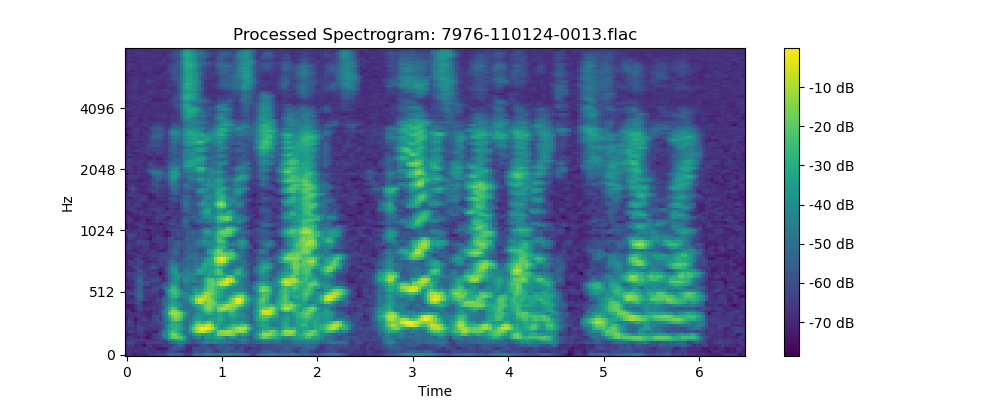 Processed Spectrogram: 7976-110124-0013.flac
Hz
4096
2048
1024
512
0
0 1 2 3 4 5 6
Time
-10 dB
-20 dB
-30 dB
-40 dB
-50 dB
-60 dB
-70 dB